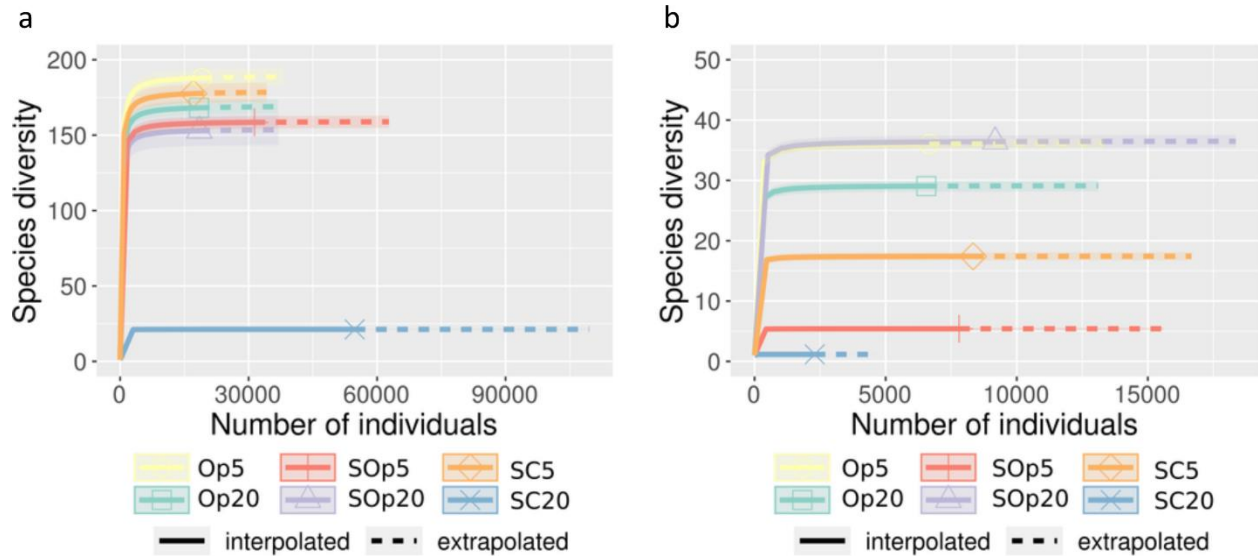 a
200
150
100
50
0
Species diversity
0 30000 60000 90000
Number of individuals
Op5 SOp5 SC5
Op20 SOp20 SC20
interpolated extrapolated
b
50
40
30
20
10
0
Species diversity
0 5000 10000 15000
Number of individuals
Op5 SOp5 SC5
Op20 SOp20 SC20
interpolated extrapolated